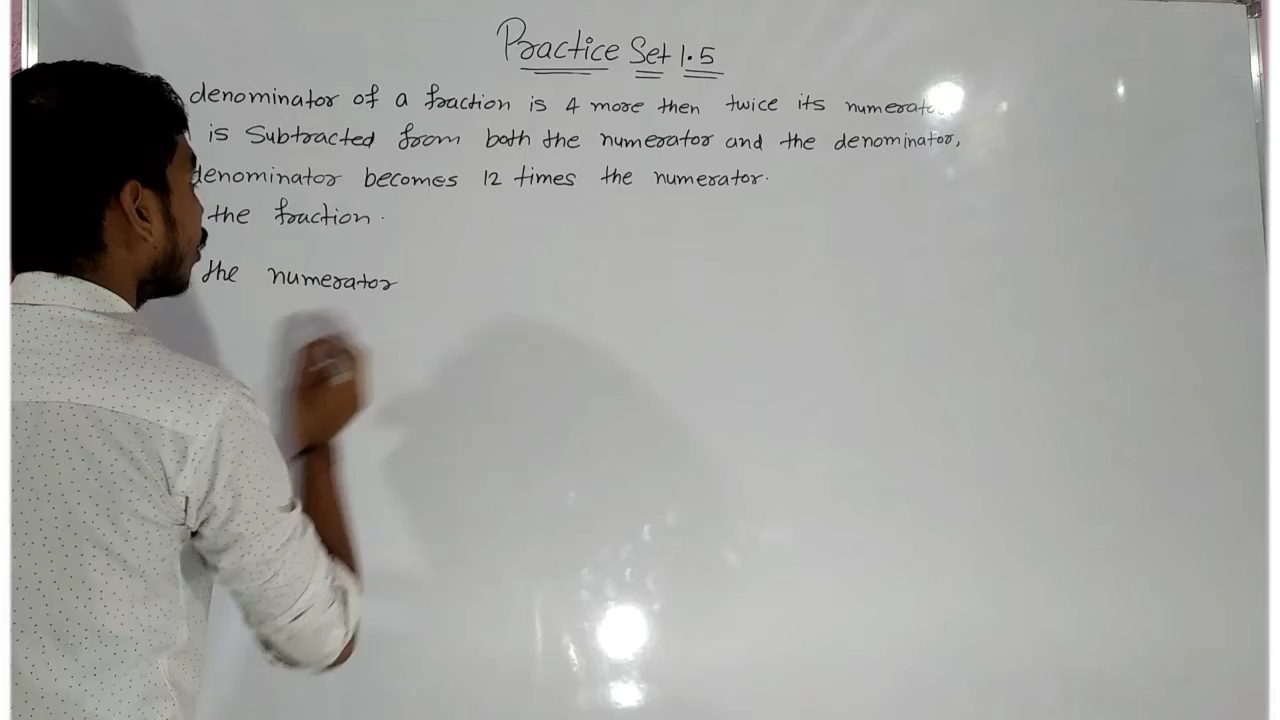 Practice Set 1.5
denominator of a fraction is 4 more then twice its
is Subtracted from both the numerator and the denominator,
denominator becomes 12 times the numerator.
the fraction.
the numerator